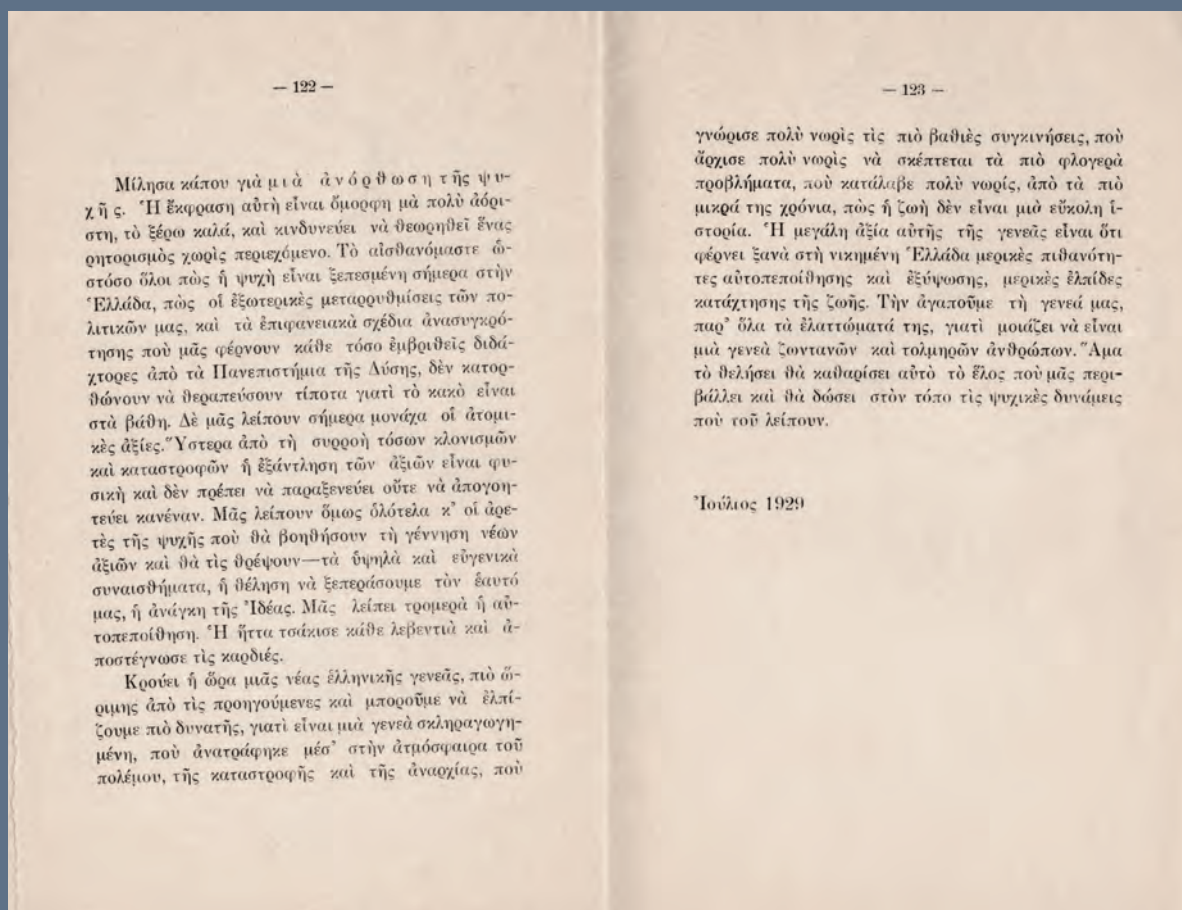 — 122 —
Μίλησα κάπου γιὰ μ ι ὰ ἀ ν ό ρ θ ω σ η τ ῆ ς ψ υ-
χ ῆ ς. Ἡ ἔκφραση αὐτὴ εἶναι ὄμορφη μὰ πολὺ ἀόρι-
στη, τὸ ξέρω καλά, καὶ κινδυνεύει νὰ θεωρηθεῖ ἕνας
ρητορισμὸς χωρὶς περιεχόμενο. Τὸ αἰσθανόμαστε ὡ-
στόσο ὅλοι πὼς ἡ ψυχὴ εἶναι ξεπεσμένη σήμερα στὴν
Ἑλλάδα, πὼς οἱ ἐξωτερικὲς μεταρρυθμίσεις τῶν πο-
λιτικῶν μας, καὶ τὰ ἐπιφανειακὰ σχέδια ἀνασυγκρό-
τησης ποὺ μᾶς φέρνουν κάθε τόσο ἐμβριθεῖς διδά-
χτορες ἀπὸ τὰ Πανεπιστήμια τῆς Δύσης, δὲν κατορ-
θώνουν νὰ θεραπεύσουν τίποτα γιατὶ τὸ κακὸ εἶναι
στὰ βάθη. Δὲ μᾶς λείπουν σήμερα μονάχα οἱ ἀτομι-
κὲς ἀξίες. Ὕστερα ἀπὸ τὴ συρροὴ τόσων κλονισμῶν
καὶ καταστροφῶν ἡ ἐξάντληση τῶν ἀξιῶν εἶναι φυ-
σικὴ καὶ δὲν πρέπει νὰ παραξενεύει οὔτε νὰ ἀπογοη-
τεύει κανέναν. Μᾶς λείπουν ὅμως ὁλότελα κ’ οἱ ἀρε-
τὲς τῆς ψυχῆς ποὺ θὰ βοηθήσουν τὴ γέννηση νέων
ἀξιῶν καὶ θὰ τὶς θρέψουν—τὰ ὑψηλὰ καὶ εὐγενικὰ
συναισθήματα, ἡ θέληση νὰ ξεπεράσουμε τὸν ἑαυτό
μας, ἡ ἀνάγκη τῆς Ἰδέας. Μᾶς λείπει τρομερὰ ἡ αὐ-
τοπεποίθηση. Ἡ ἥττα τσάκισε κάθε λεβεντιὰ καὶ ἀ-
ποστέγνωσε τὶς καρδιές.
Κρούει ἡ ὥρα μιᾶς νέας ἑλληνικῆς γενεᾶς, πιὸ ὥ-
ριμης ἀπὸ τὶς προηγούμενες καὶ μποροῦμε νὰ ἐλπί-
ζουμε πιὸ δυνατῆς, γιατὶ εἶναι μιὰ γενεὰ σκληραγωγη-
μένη, ποὺ ἀνατράφηκε μέσ’ στὴν ἀτμόσφαιρα τοῦ
πολέμου, τῆς καταστροφῆς καὶ τῆς ἀναρχίας, ποὺ
— 123 —
γνώρισε πολὺ νωρὶς τὶς πιὸ βαθιὲς συγκινήσεις, ποὺ
ἄρχισε πολὺ νωρὶς νὰ σκέπτεται τὰ πιὸ φλογερὰ
προβλήματα, ποὺ κατάλαβε πολὺ νωρίς, ἀπὸ τὰ πιὸ
μικρά της χρόνια, πὼς ἡ ζωὴ δὲν εἶναι μιὰ εὔκολη ἱ-
στορία. Ἡ μεγάλη ἀξία αὐτῆς τῆς γενεᾶς εἶναι ὅτι
φέρνει ξανὰ στὴ νικημένη Ἑλλάδα μερικὲς πιθανότη-
τες αὐτοπεποίθησης καὶ ἐξύψωσης, μερικὲς ἐλπίδες
κατάχτησης τῆς ζωῆς. Τὴν ἀγαποῦμε τὴ γενεά μας,
παρ’ ὅλα τὰ ἐλαττώματά της, γιατὶ μοιάζει νὰ εἶναι
μιὰ γενεὰ ζωντανῶν καὶ τολμηρῶν ἀνθρώπων. Ἅμα
τὸ θελήσει θὰ καθαρίσει αὐτὸ τὸ ἕλος ποὺ μᾶς περι-
βάλλει καὶ θὰ δώσει στὸν τόπο τὶς ψυχικὲς δυνάμεις
ποὺ τοῦ λείπουν.
Ἰούλιος 1929